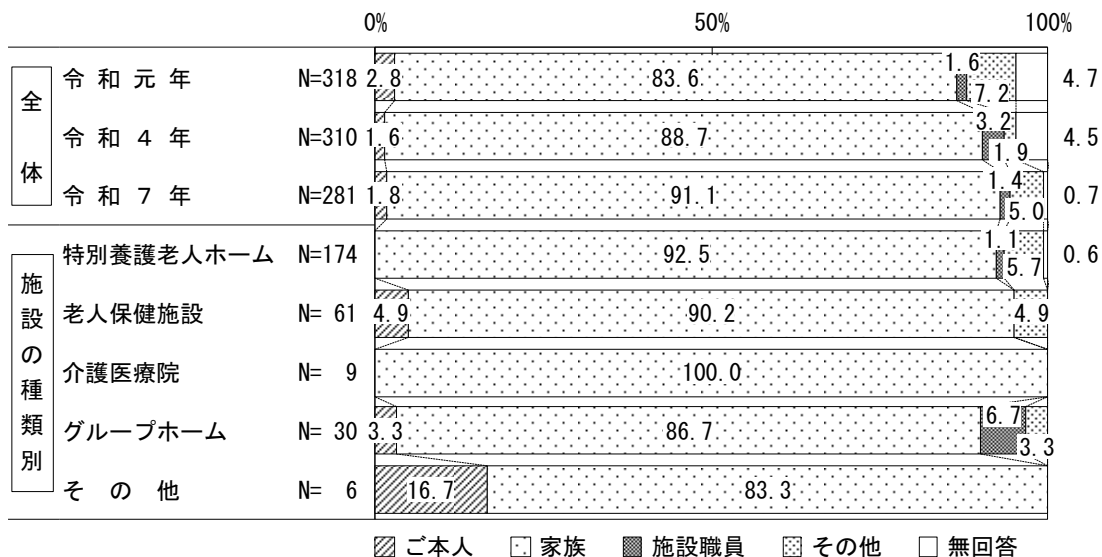 0% 50% 100%
全体
令和元年 N=318 2.8 83.6 1.6 7.2 4.7
令和４年 N=310 1.6 88.7 3.2 1.9 4.5
令和７年 N=281 1.8 91.1 1.4 5.0 0.7
施設の種類別
特別養護老人ホーム N=174 92.5 1.1 5.7 0.6
老人保健施設 N= 61 4.9 90.2 4.9
介護医療院 N= 9 100.0
グループホーム N= 30 3.3 86.7 6.7 3.3
その他 N= 6 16.7 83.3
ご本人 家族 施設職員 その他 無回答